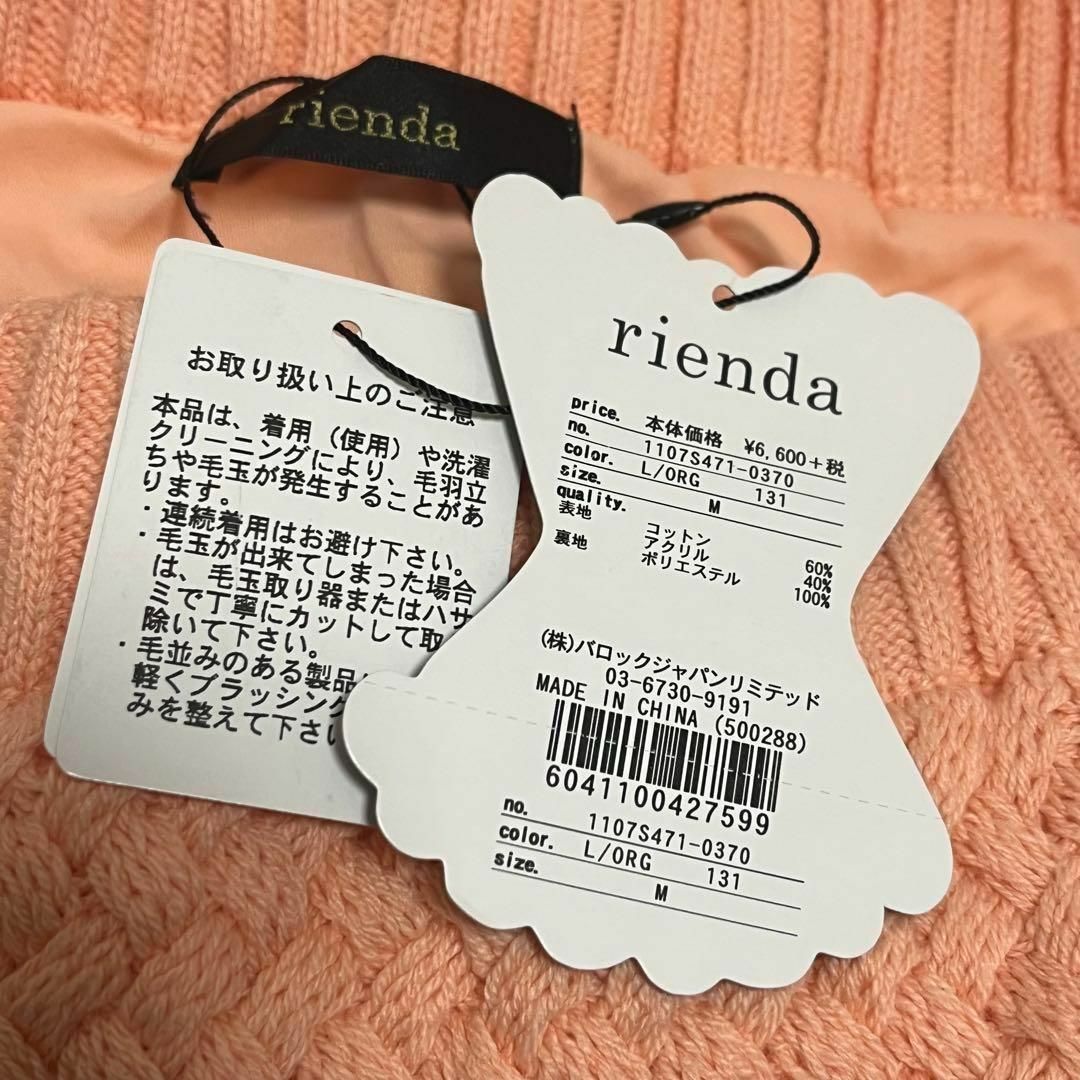 rienda
お取り扱い上のご注意
本品は、着用（使用）や洗濯
クリーニングにより、毛羽立
ちや毛玉が発生することがあ
ります。
・連続着用はお避け下さい。
・毛玉が出来てしまった場合
は、毛玉取り器またはハサ
ミで丁寧にカットして取
除いて下さい。
・毛並みのある製品
軽くブラッシング
みを整えて下さい
rienda
price. 本体価格 ¥6,600+税
no. 1107S471-0370
color. L/ORG 131
size. M
quality.
表地 コットン 60%
アクリル 40%
裏地 ポリエステル 100%
(株)バロックジャパンリミテッド
03-6730-9191
MADE IN CHINA (500288)
6041100427599
no. 1107S471-0370
color. L/ORG 131
size. M